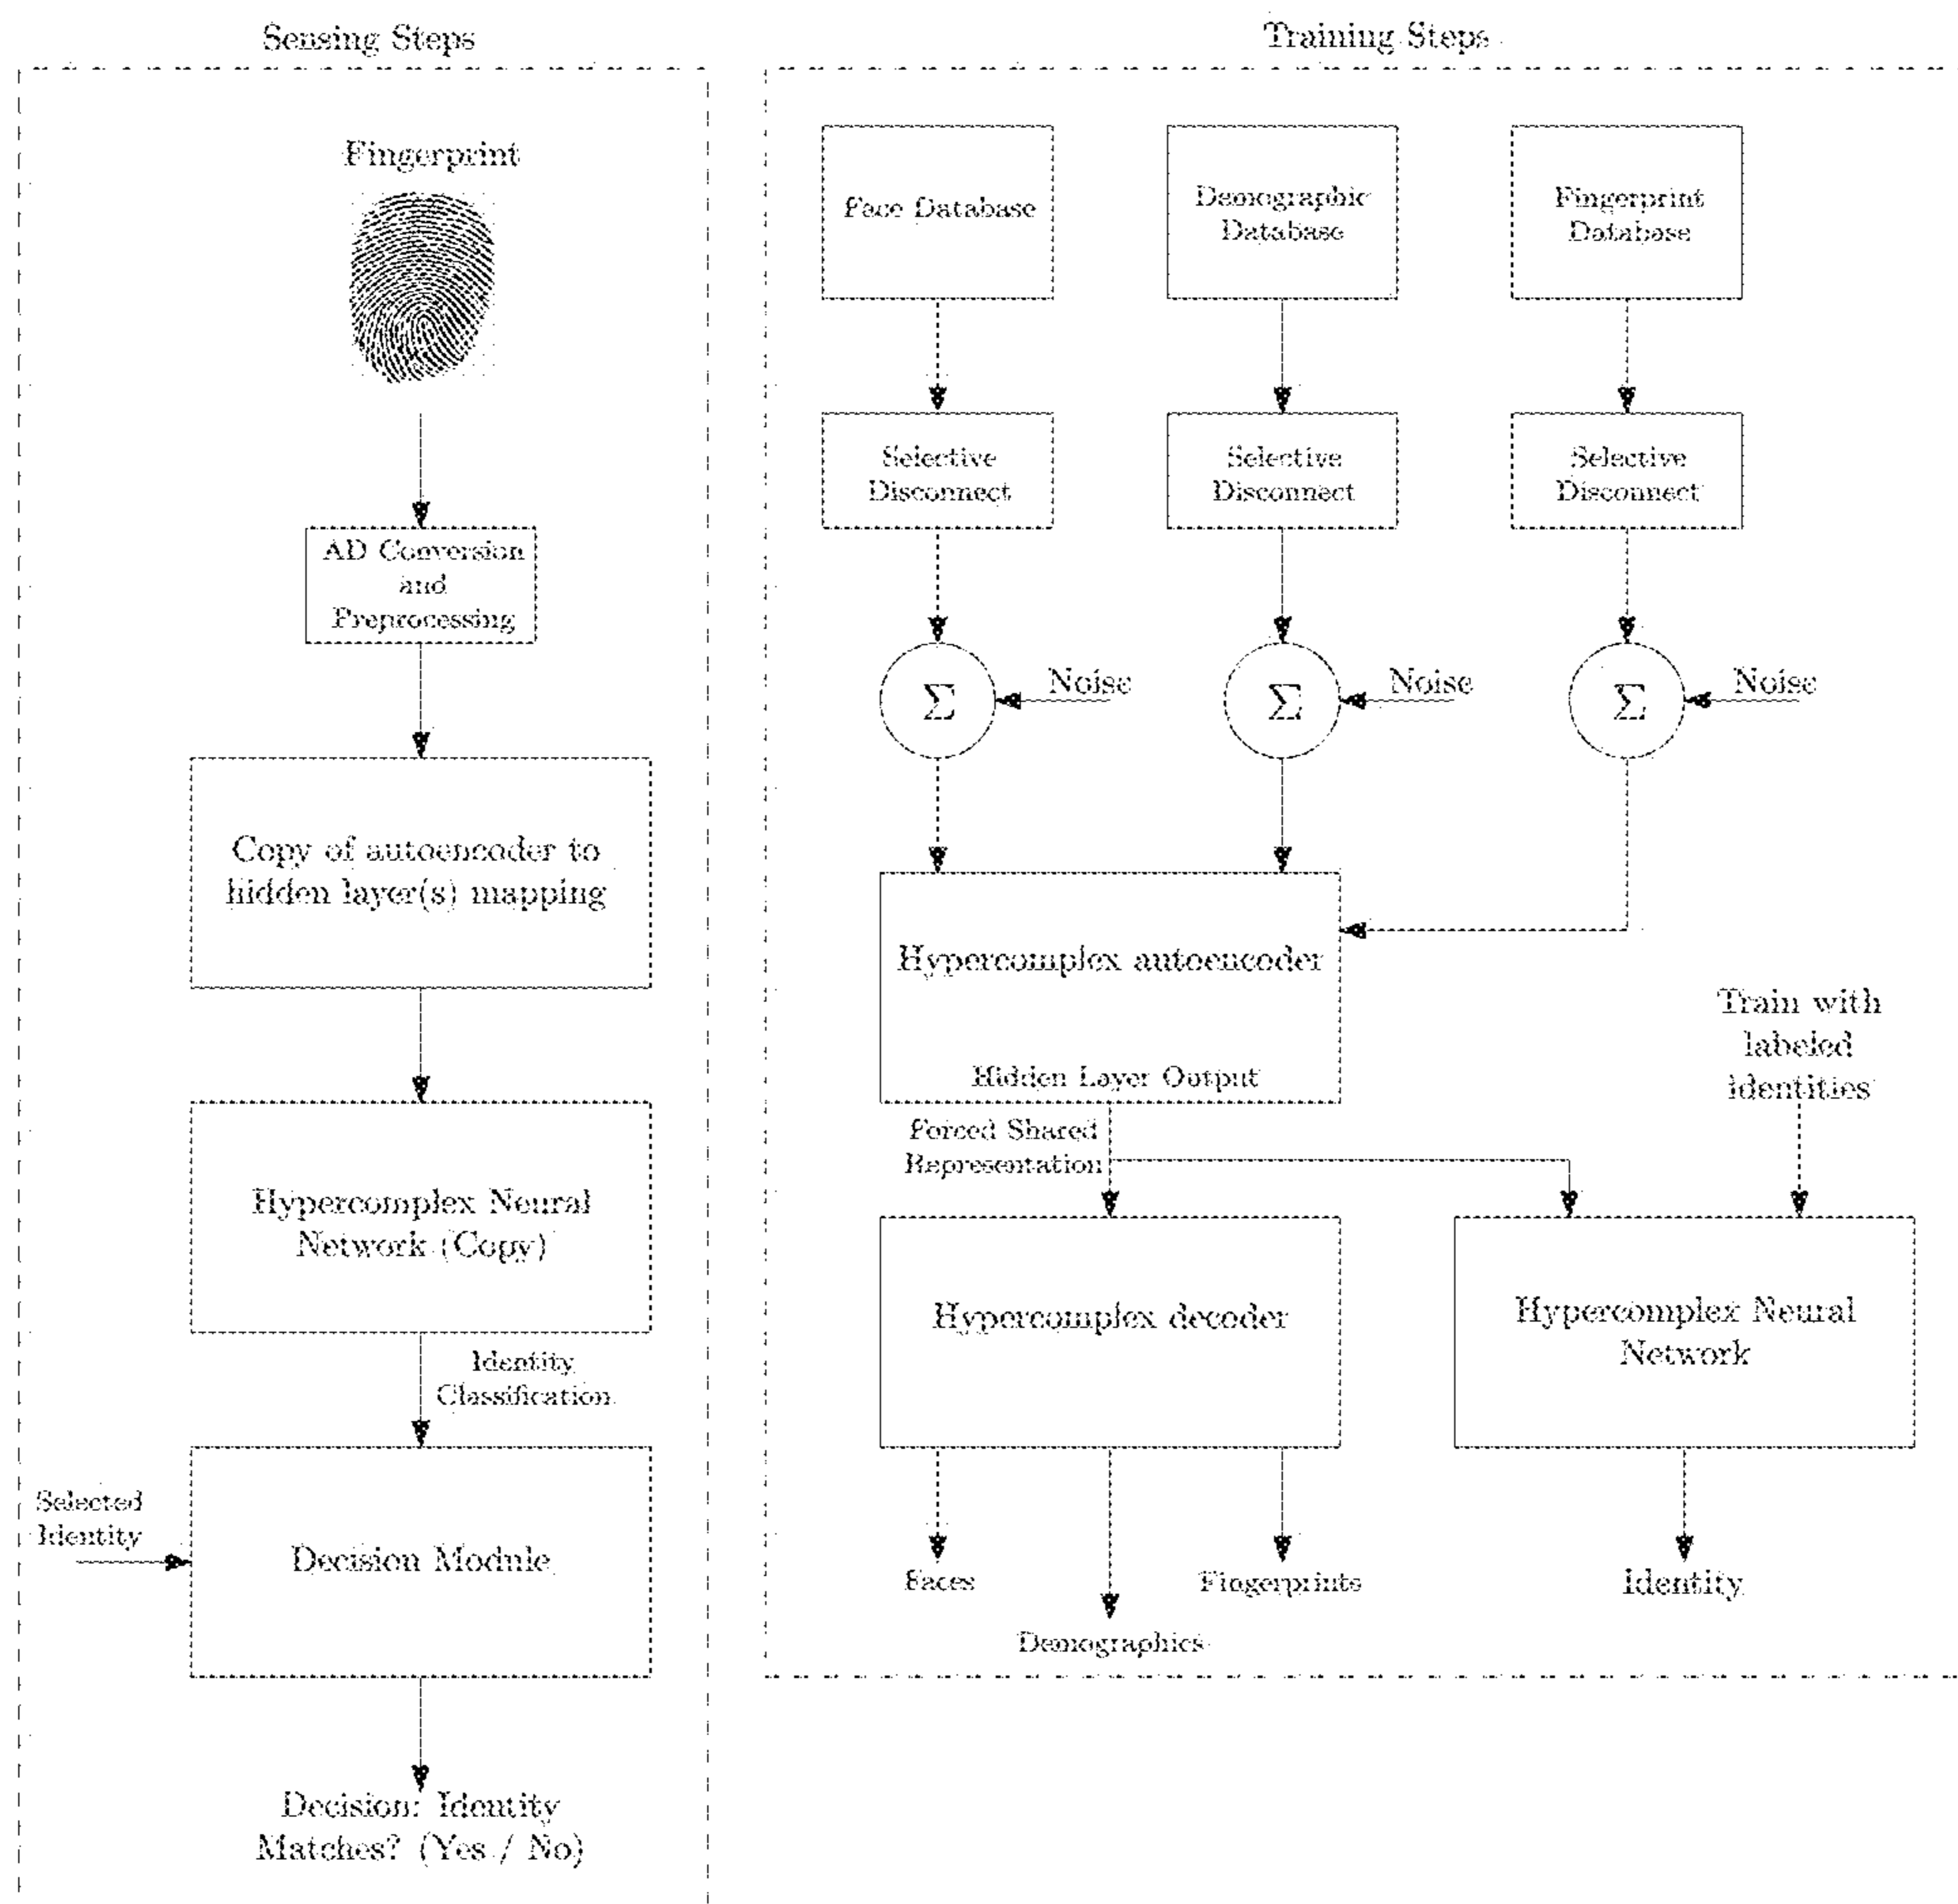 Sensing Steps
Fingerprint
AD Conversion
and
Preprocessing
Copy of autoencoder to
hidden layer(s) mapping
Hypercomplex Neural
Network (Copy)
Identity
Classification
Selected
Identity
Decision Module
Decision: Identity
Matches? (Yes / No)
Training Steps
Face Database
Demographic
Database
Fingerprint
Database
Selective
Disconnect
Selective
Disconnect
Selective
Disconnect
Σ
Noise
Σ
Noise
Σ
Noise
Hypercomplex autoencoder
Hidden Layer Output
Forced Shared
Representation
Train with
labeled
identities
Hypercomplex decoder
Hypercomplex Neural
Network
Faces
Demographics
Fingerprints
Identity